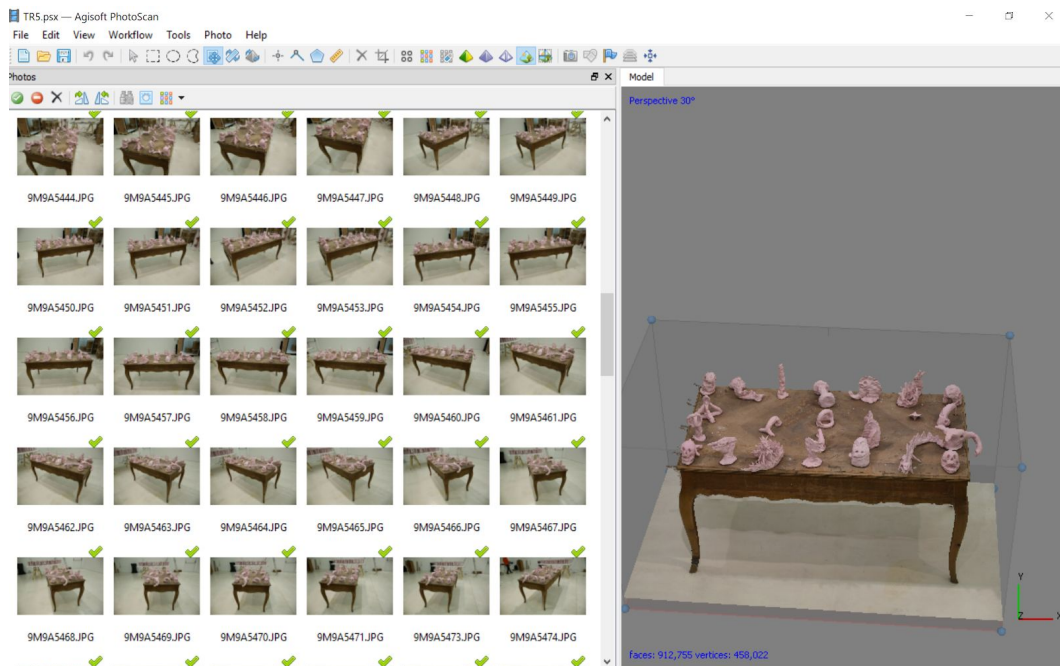 TR5.psx — Agisoft PhotoScan
File Edit View Workflow Tools Photo Help
Photos
Model
Perspective 30°
9M9A5444.JPG 9M9A5445.JPG 9M9A5446.JPG 9M9A5447.JPG 9M9A5448.JPG 9M9A5449.JPG
9M9A5450.JPG 9M9A5451.JPG 9M9A5452.JPG 9M9A5453.JPG 9M9A5454.JPG 9M9A5455.JPG
9M9A5456.JPG 9M9A5457.JPG 9M9A5458.JPG 9M9A5459.JPG 9M9A5460.JPG 9M9A5461.JPG
9M9A5462.JPG 9M9A5463.JPG 9M9A5464.JPG 9M9A5465.JPG 9M9A5466.JPG 9M9A5467.JPG
9M9A5468.JPG 9M9A5469.JPG 9M9A5470.JPG 9M9A5471.JPG 9M9A5473.JPG 9M9A5474.JPG
Y
Z X
faces: 912,755 vertices: 458,022